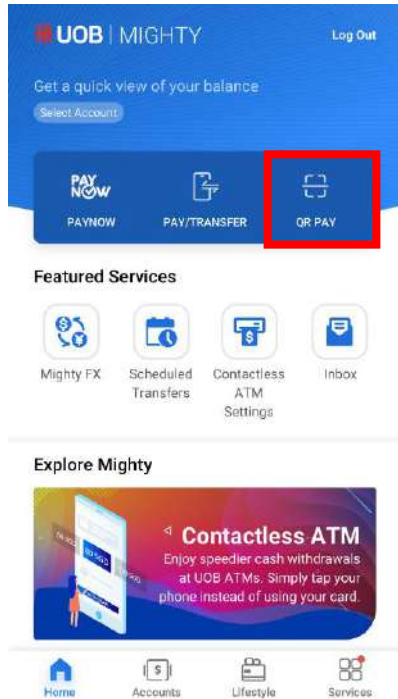 UOB | MIGHTY
Log Out
Get a quick view of your balance
Select Account
PAY NOW
PAYNOW
PAY/TRANSFER
QR PAY
Featured Services
Mighty FX
Scheduled Transfers
Contactless ATM Settings
Inbox
Explore Mighty
Contactless ATM
Enjoy speedier cash withdrawals
at UOB ATMs. Simply tap your
phone instead of using your card.
Home
Accounts
Lifestyle
Services